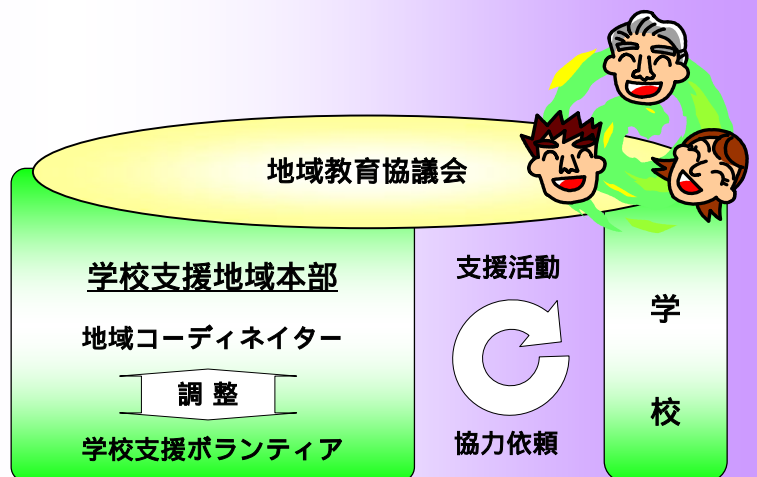 地域教育協議会
学校支援地域本部
地域コーディネイター
調 整
学校支援ボランティア
支援活動
協力依頼
学
校